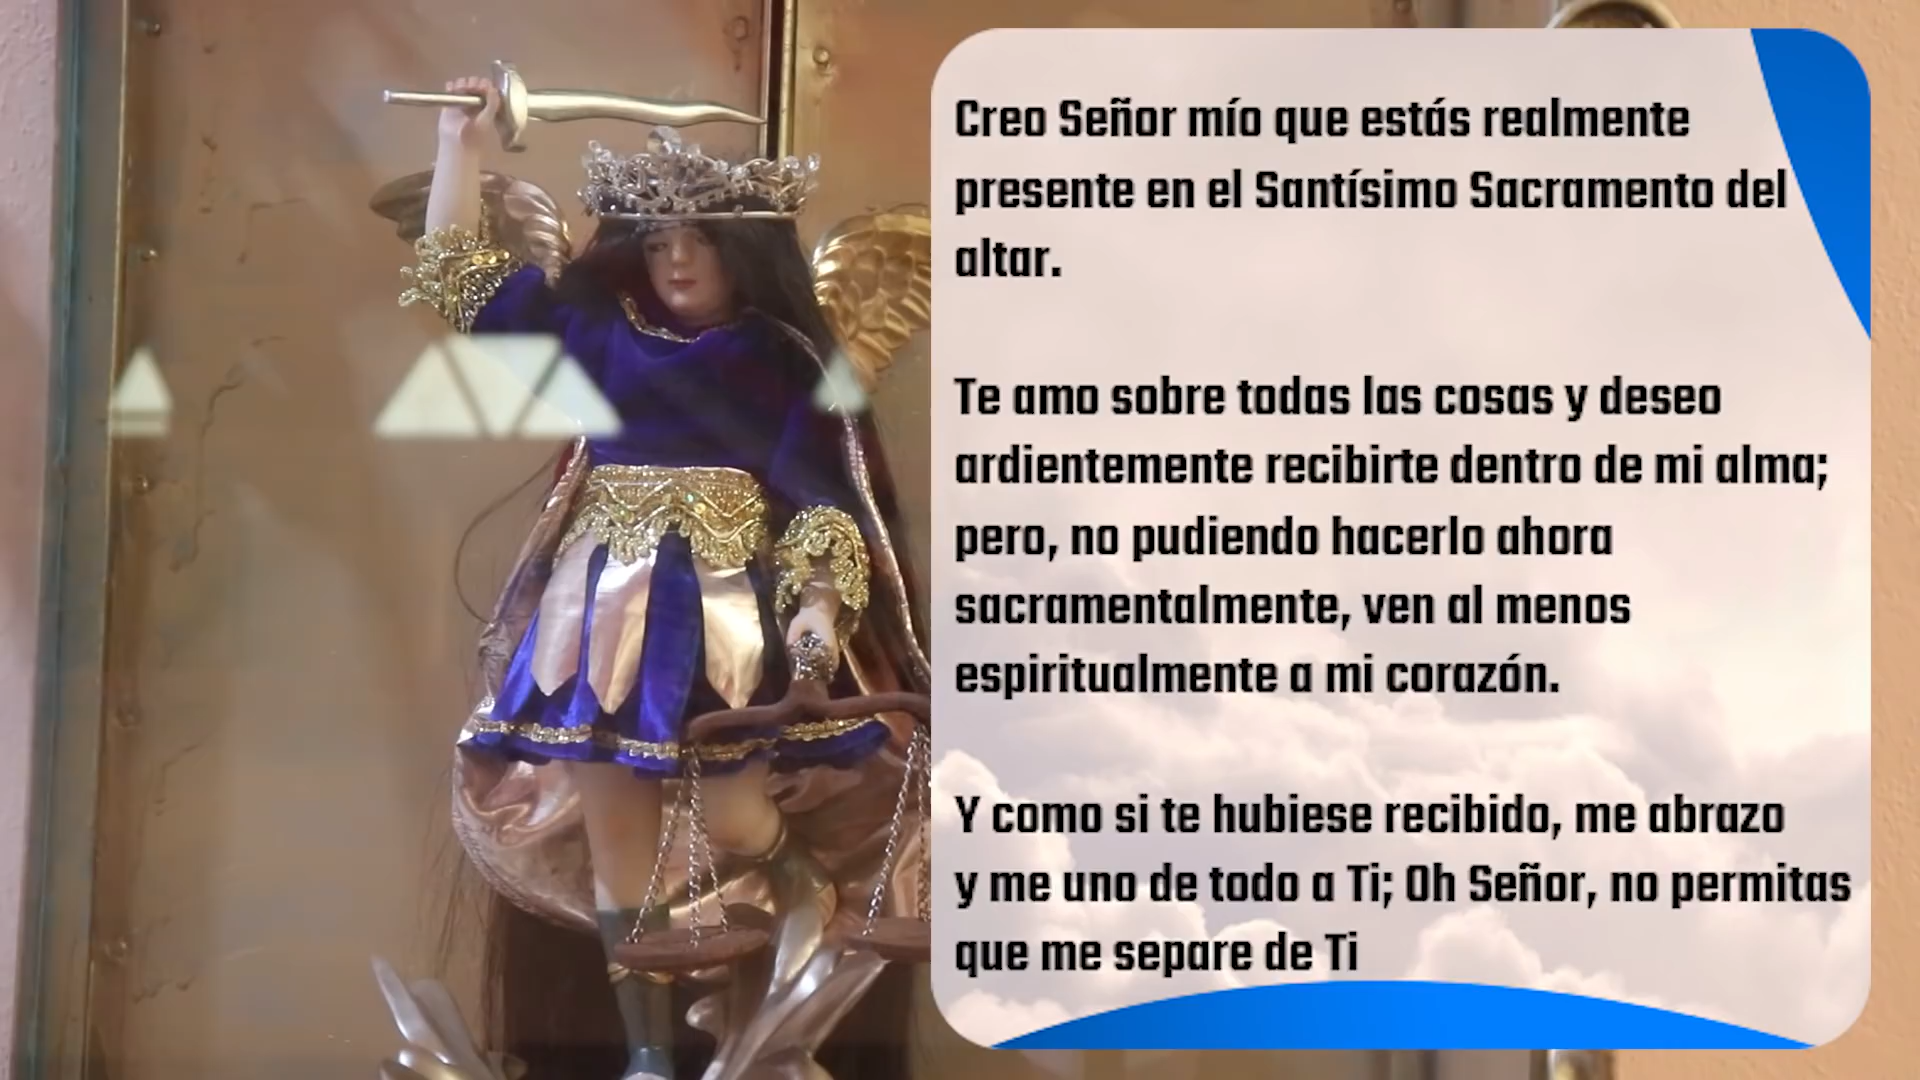 Creo Señor mío que estás realmente
presente en el Santísimo Sacramento del
altar.
Te amo sobre todas las cosas y deseo
ardientemente recibirte dentro de mi alma;
pero, no pudiendo hacerlo ahora
sacramentalmente, ven al menos
espiritualmente a mi corazón.
Y como si te hubiese recibido, me abrazo
y me uno de todo a Ti; Oh Señor, no permitas
que me separe de Ti